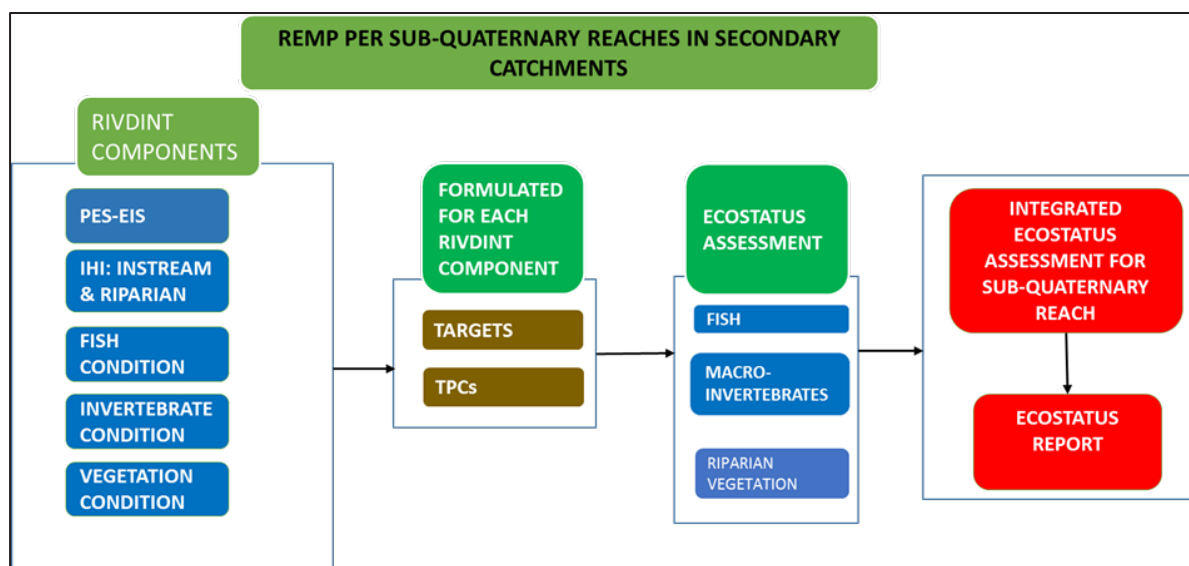 REMP PER SUB-QUATERNARY REACHES IN SECONDARY
CATCHMENTS
RIVDINT
COMPONENTS
PES-EIS
IHI: INSTREAM
& RIPARIAN
FISH
CONDITION
INVERTEBRATE
CONDITION
VEGETATION
CONDITION
FORMULATED
FOR EACH
RIVDINT
COMPONENT
TARGETS
TPCs
ECOSTATUS
ASSESSMENT
FISH
MACRO-
INVERTEBRATES
RIPARIAN
VEGETATION
INTEGRATED
ECOSTATUS
ASSESSMENT FOR
SUB-QUATERNARY
REACH
ECOSTATUS
REPORT